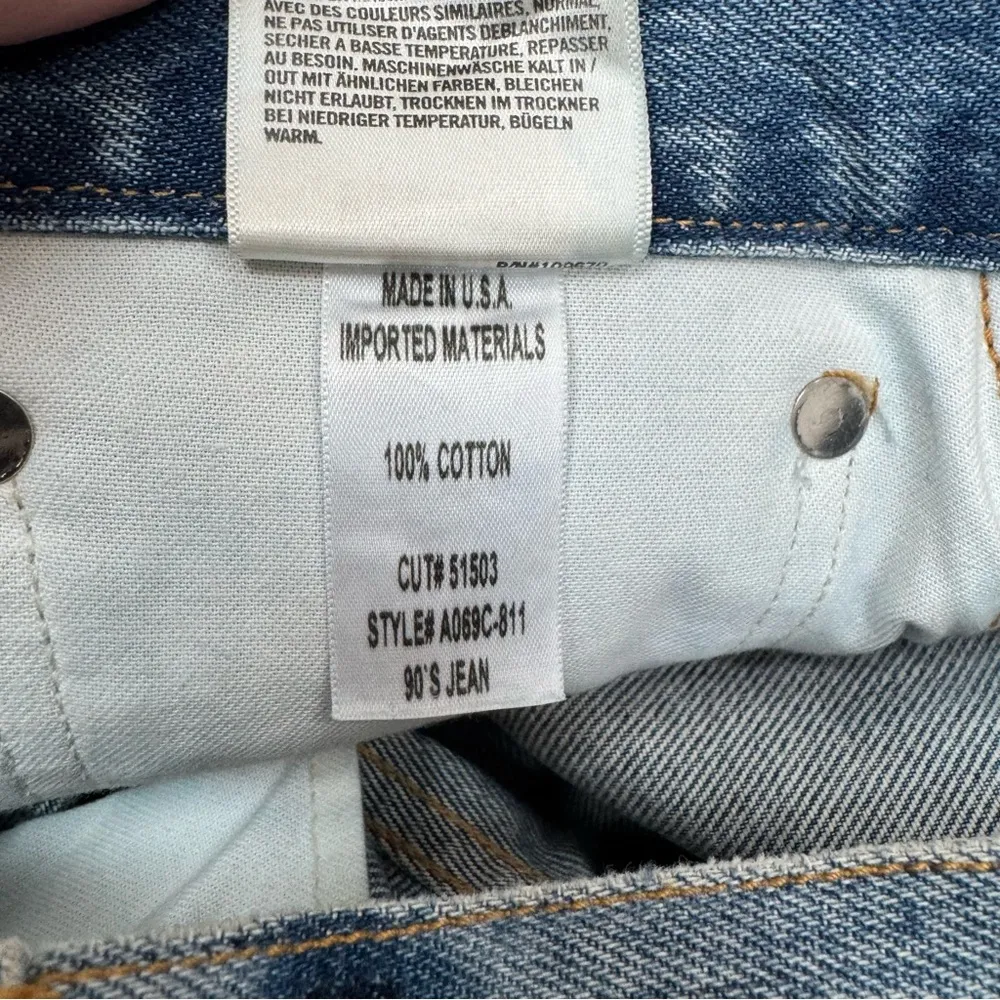 AVEC DES COULEURS SIMILAIRES, NORMAL,
NE PAS UTILISER D'AGENTS DEBLANCHIMENT,
SECHER A BASSE TEMPERATURE, REPASSER
AU BESOIN. MASCHINENWÄSCHE KALT IN /
OUT MIT ÄHNLICHEN FARBEN, BLEICHEN
NICHT ERLAUBT, TROCKNEN IM TROCKNER
BEI NIEDRIGER TEMPERATUR, BÜGELN
WARM.
MADE IN U.S.A.
IMPORTED MATERIALS
100% COTTON
CUT# 51503
STYLE# A069C-811
90'S JEAN